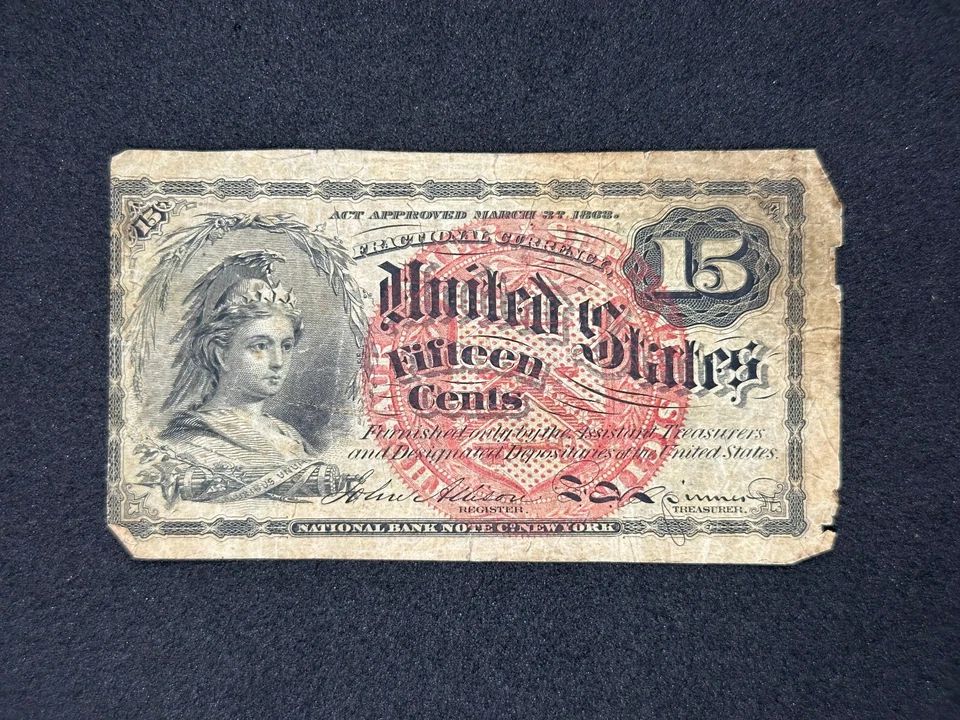 15
ACT APPROVED MARCH 3d. 1863.
FRACTIONAL CURRENCY.
15
United States
Fifteen
Cents
Furnished only by the Assistant Treasurers
and Designated Depositaries of the United States.
John Allison
REGISTER.
TREASURER.
NATIONAL BANK NOTE Co. NEW YORK